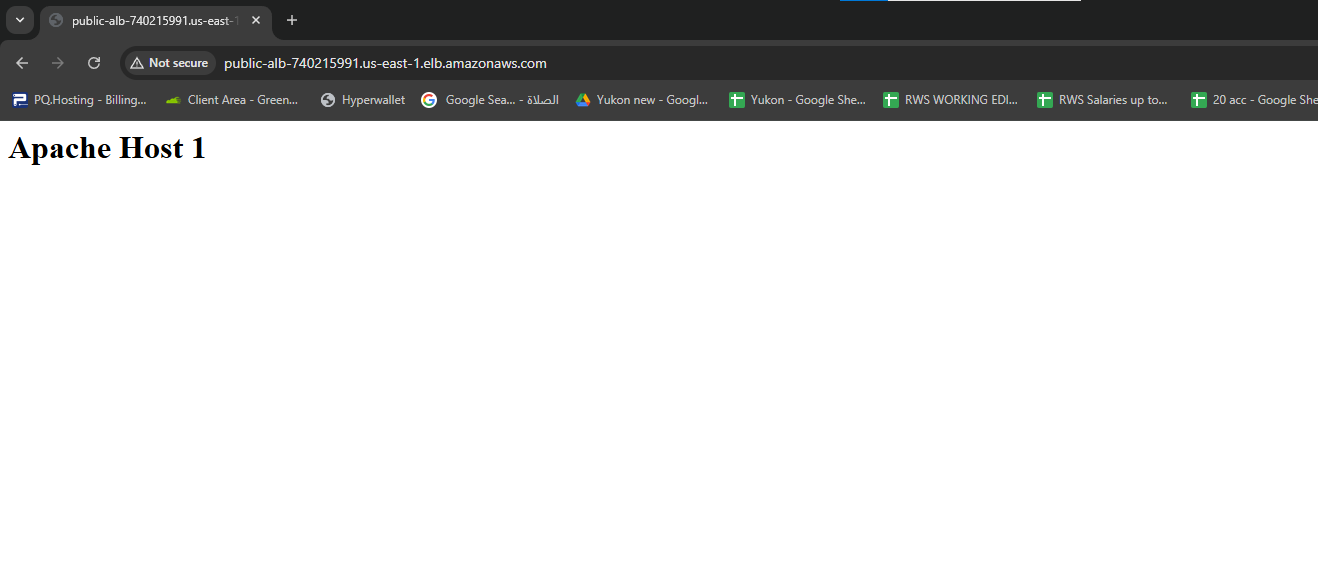 public-alb-740215991.us-east-1
Not secure public-alb-740215991.us-east-1.elb.amazonaws.com
PQ.Hosting - Billing... Client Area - Green... Hyperwallet Google Sea... - الصلاة Yukon new - Googl... Yukon - Google She... RWS WORKING EDI... RWS Salaries up to... 20 acc - Google She
Apache Host 1